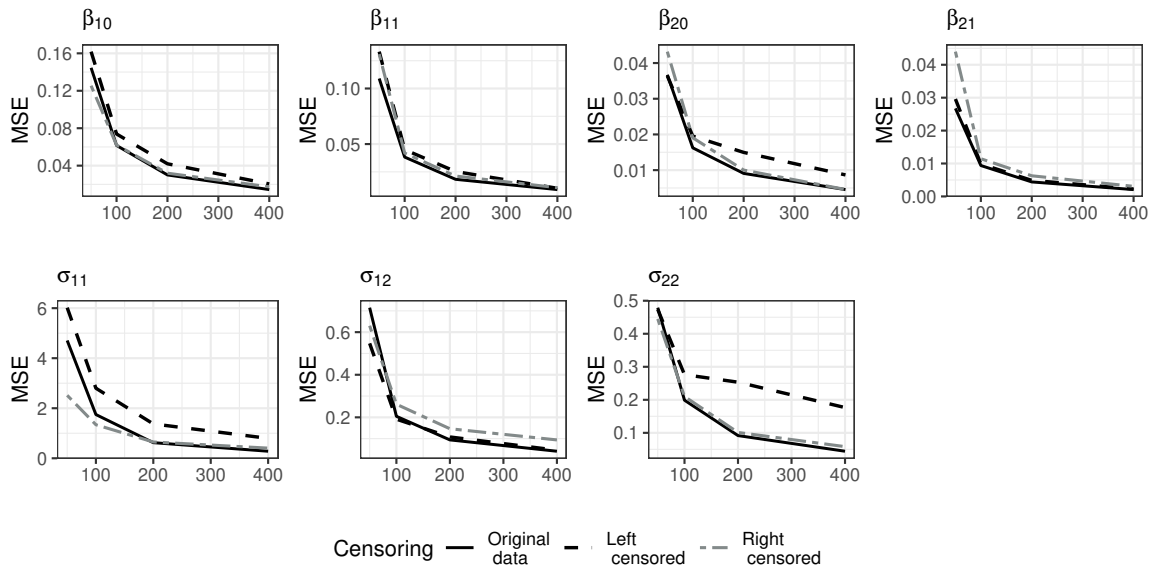 β10
β11
β20
β21
MSE
0.16
0.12
0.08
0.04
100 200 300 400
MSE
0.10
0.05
100 200 300 400
MSE
0.04
0.03
0.02
0.01
100 200 300 400
MSE
0.04
0.03
0.02
0.01
0.00
100 200 300 400
σ11
σ12
σ22
MSE
6
4
2
0
100 200 300 400
MSE
0.6
0.4
0.2
100 200 300 400
MSE
0.5
0.4
0.3
0.2
0.1
100 200 300 400
Censoring
Original
data
Left
censored
Right
censored